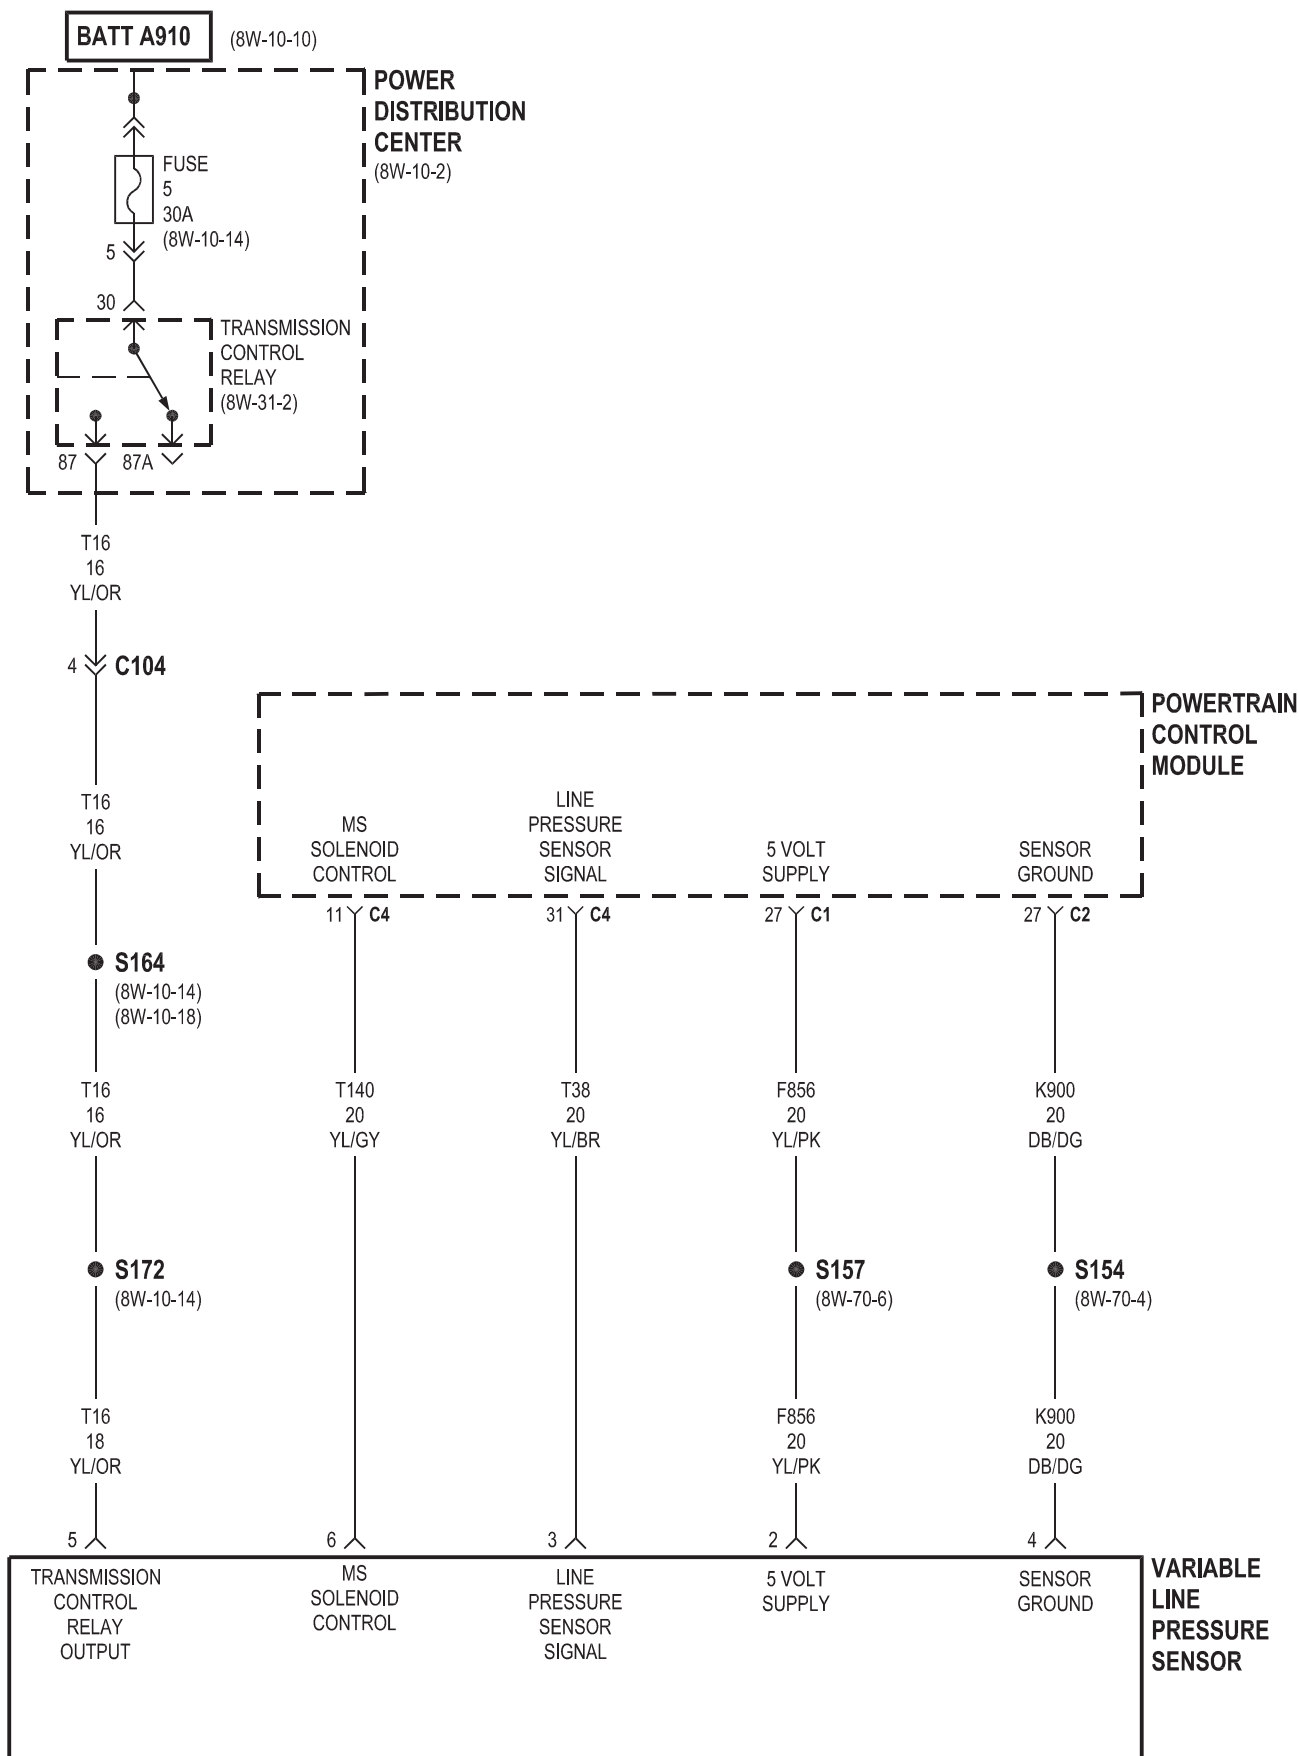 BATT A910
(8W-10-10)
POWER
DISTRIBUTION
CENTER
(8W-10-2)
FUSE
5
30A
(8W-10-14)
5
30
TRANSMISSION
CONTROL
RELAY
(8W-31-2)
87
87A
T16
16
YL/OR
4
C104
T16
16
YL/OR
POWERTRAIN
CONTROL
MODULE
MS
SOLENOID
CONTROL
LINE
PRESSURE
SENSOR
SIGNAL
5 VOLT
SUPPLY
SENSOR
GROUND
11
C4
31
C4
27
C1
27
C2
S164
(8W-10-14)
(8W-10-18)
T16
16
YL/OR
T140
20
YL/GY
T38
20
YL/BR
F856
20
YL/PK
K900
20
DB/DG
S172
(8W-10-14)
S157
(8W-70-6)
S154
(8W-70-4)
T16
18
YL/OR
F856
20
YL/PK
K900
20
DB/DG
5
6
3
2
4
TRANSMISSION
CONTROL
RELAY
OUTPUT
MS
SOLENOID
CONTROL
LINE
PRESSURE
SENSOR
SIGNAL
5 VOLT
SUPPLY
SENSOR
GROUND
VARIABLE
LINE
PRESSURE
SENSOR